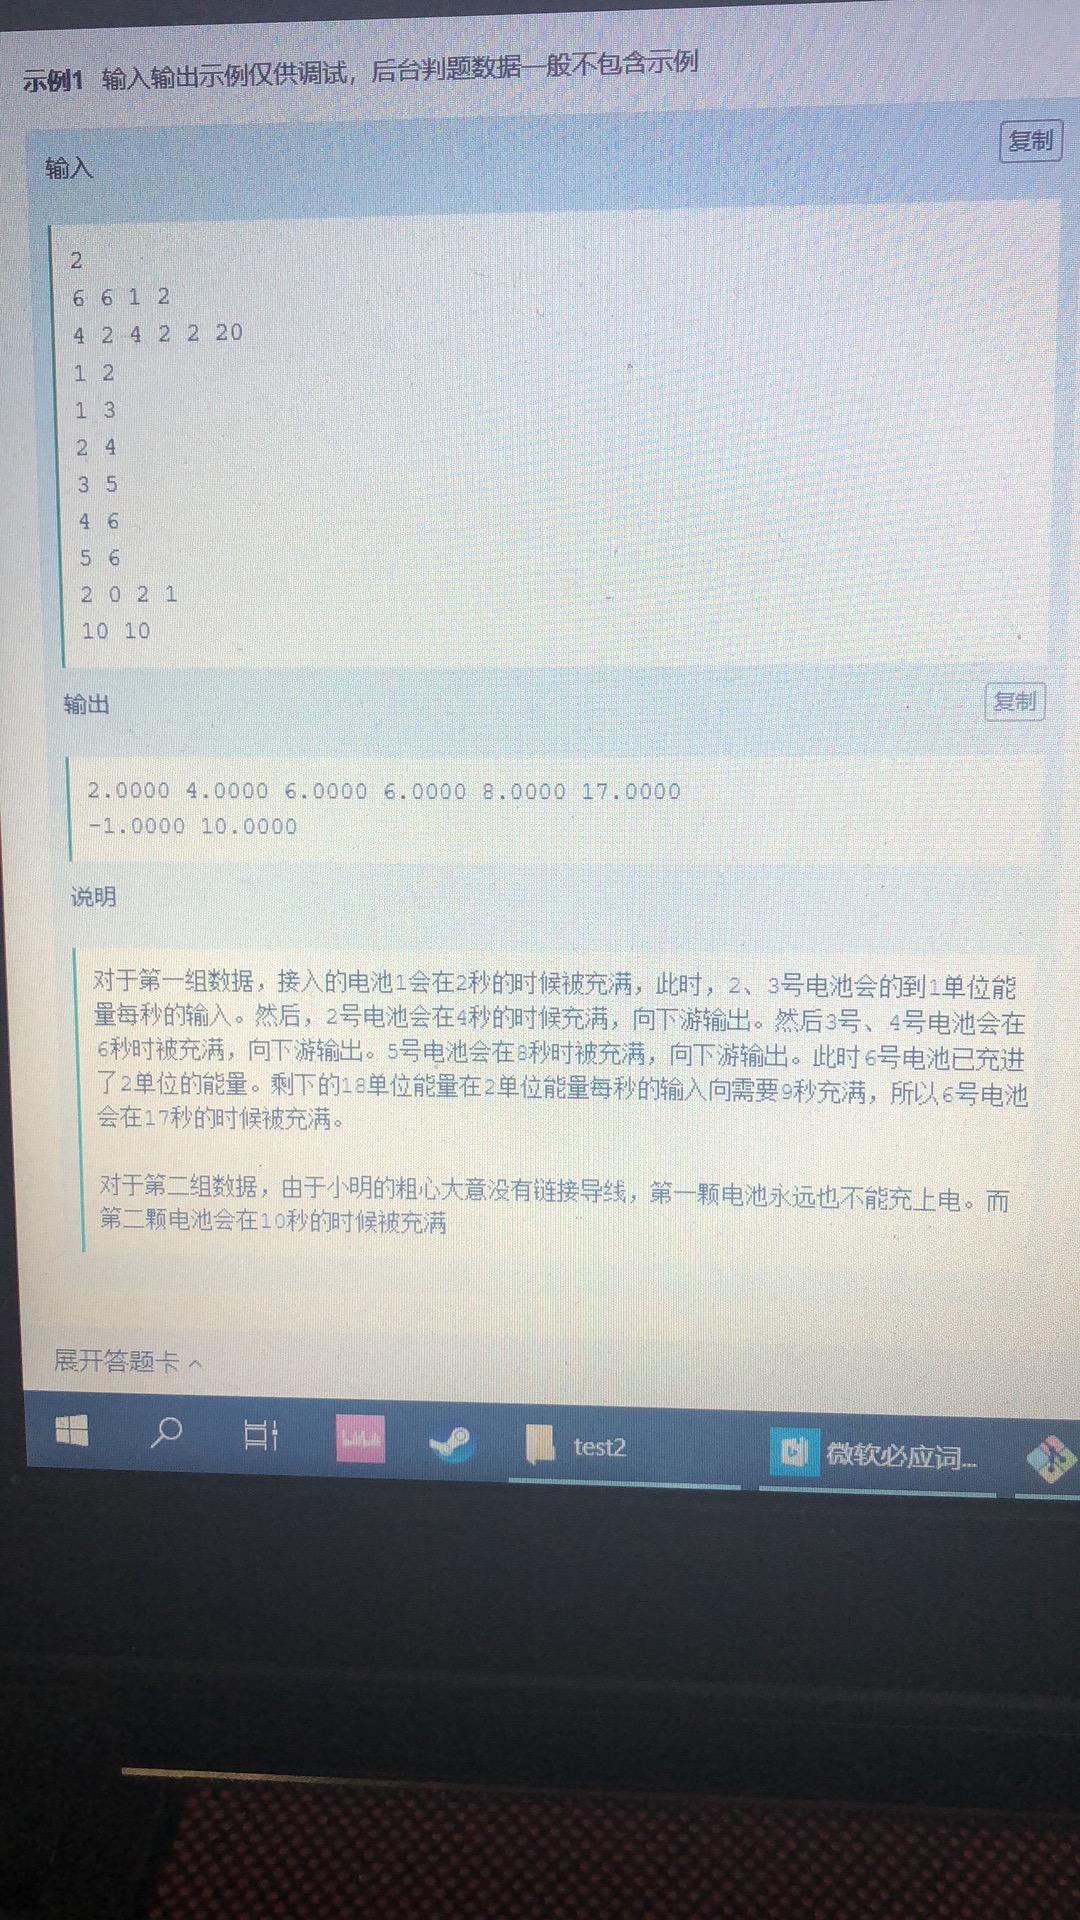 示例1 输入输出示例仅供调试，后台判题数据一般不包含示例
输入
复制
2
6 6 1 2
4 2 4 2 2 20
1 2
1 3
2 4
3 5
4 6
5 6
2 0 2 1
10 10
输出
复制
2.0000 4.0000 6.0000 6.0000 8.0000 17.0000
-1.0000 10.0000
说明
对于第一组数据，接入的电池1会在2秒的时候被充满，此时，2、3号电池会的到1单位能
量每秒的输入。然后，2号电池会在4秒的时候充满，向下游输出。然后3号、4号电池会在
6秒时被充满，向下游输出。5号电池会在8秒时被充满，向下游输出。此时6号电池已充进
了2单位的能量。剩下的18单位能量在2单位能量每秒的输入向需要9秒充满，所以6号电池
会在17秒的时候被充满。
对于第二组数据，由于小明的粗心大意没有链接导线，第一颗电池永远也不能充上电。而
第二颗电池会在10秒的时候被充满
展开答题卡
test2
微软必应词...